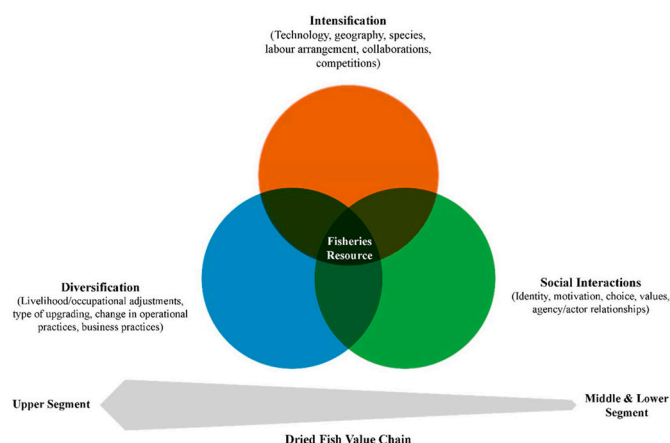 Intensification
(Technology, geography, species,
labour arrangement, collaborations,
competitions)
Fisheries
Resource
Diversification
(Livelihood/occupational adjustments,
type of upgrading, change in operational
practices, business practices)
Social Interactions
(Identity, motivation, choice, values,
agency/actor relationships)
Upper Segment
Middle & Lower
Segment
Dried Fish Value Chain